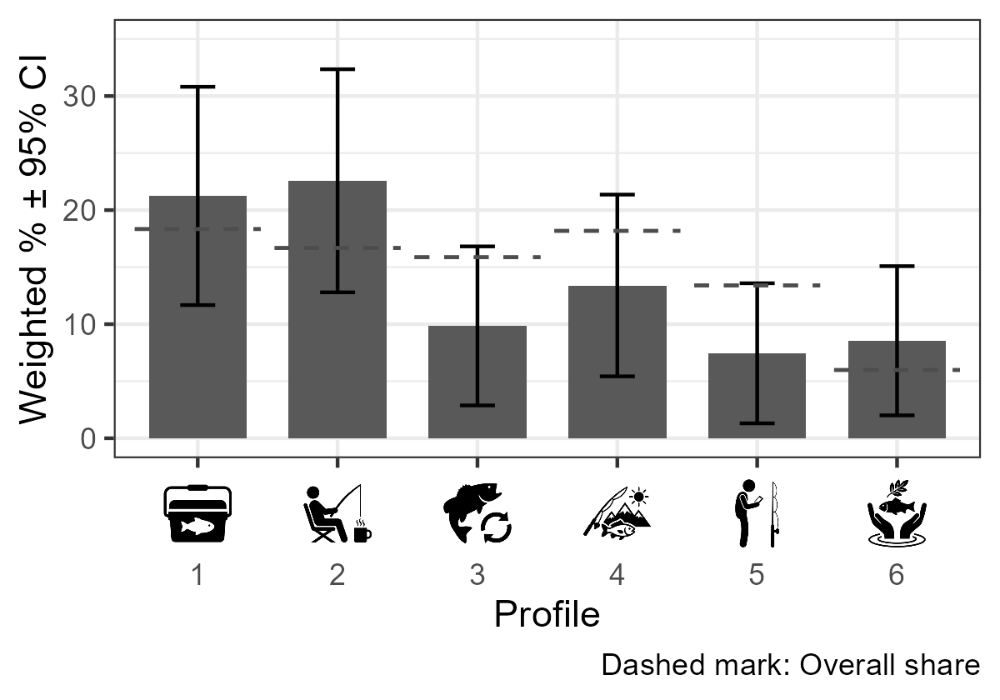 Weighted % ± 95% CI
30
20
10
0
1 2 3 4 5 6
Profile
Dashed mark: Overall share